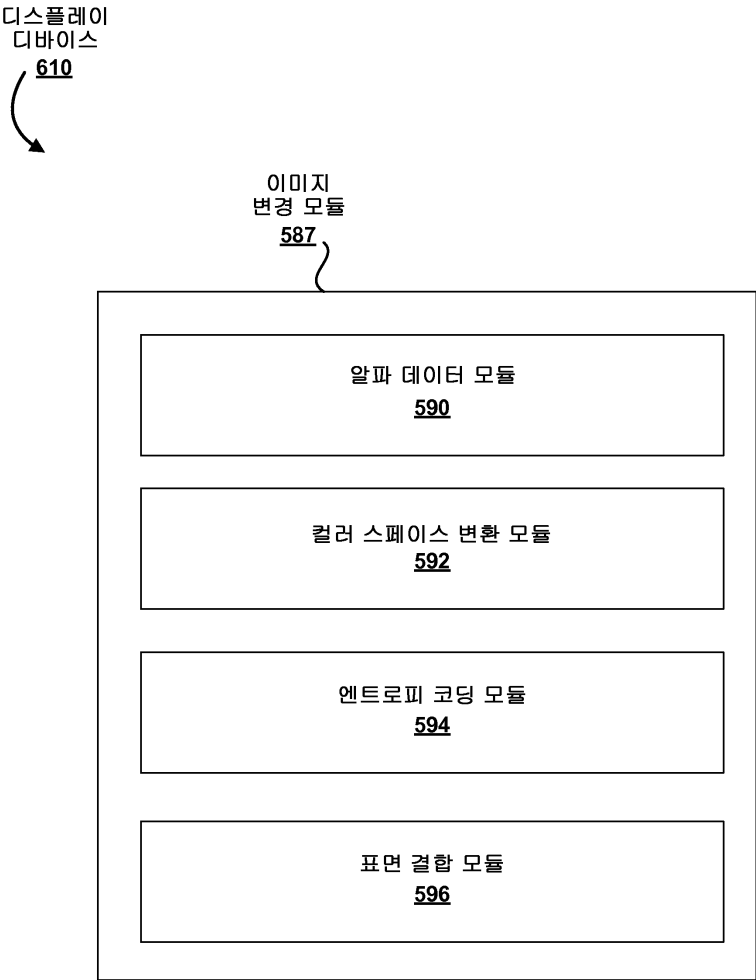 디스플레이
디바이스
610
이미지
변경 모듈
587
알파 데이터 모듈
590
컬러 스페이스 변환 모듈
592
엔트로피 코딩 모듈
594
표면 결합 모듈
596